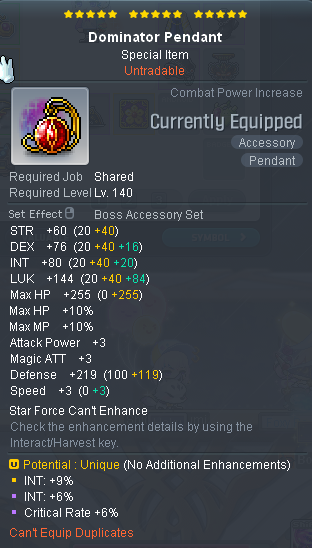 Dominator Pendant
Special Item
Untradable
Combat Power Increase
Currently Equipped
Accessory
Pendant
Required Job Shared
Required Level Lv. 140
Set Effect Boss Accessory Set
STR +60 (20 +40)
DEX +76 (20 +40 +16)
INT +80 (20 +40 +20)
LUK +144 (20 +40 +84)
Max HP +255 (0 +255)
Max HP +10%
Max MP +10%
Attack Power +3
Magic ATT +3
Defense +219 (100 +119)
Speed +3 (0 +3)
Star Force Can't Enhance
Check the enhancement details by using the
Interact/Harvest key.
U Potential : Unique (No Additional Enhancements)
INT: +9%
INT: +6%
Critical Rate +6%
Can't Equip Duplicates